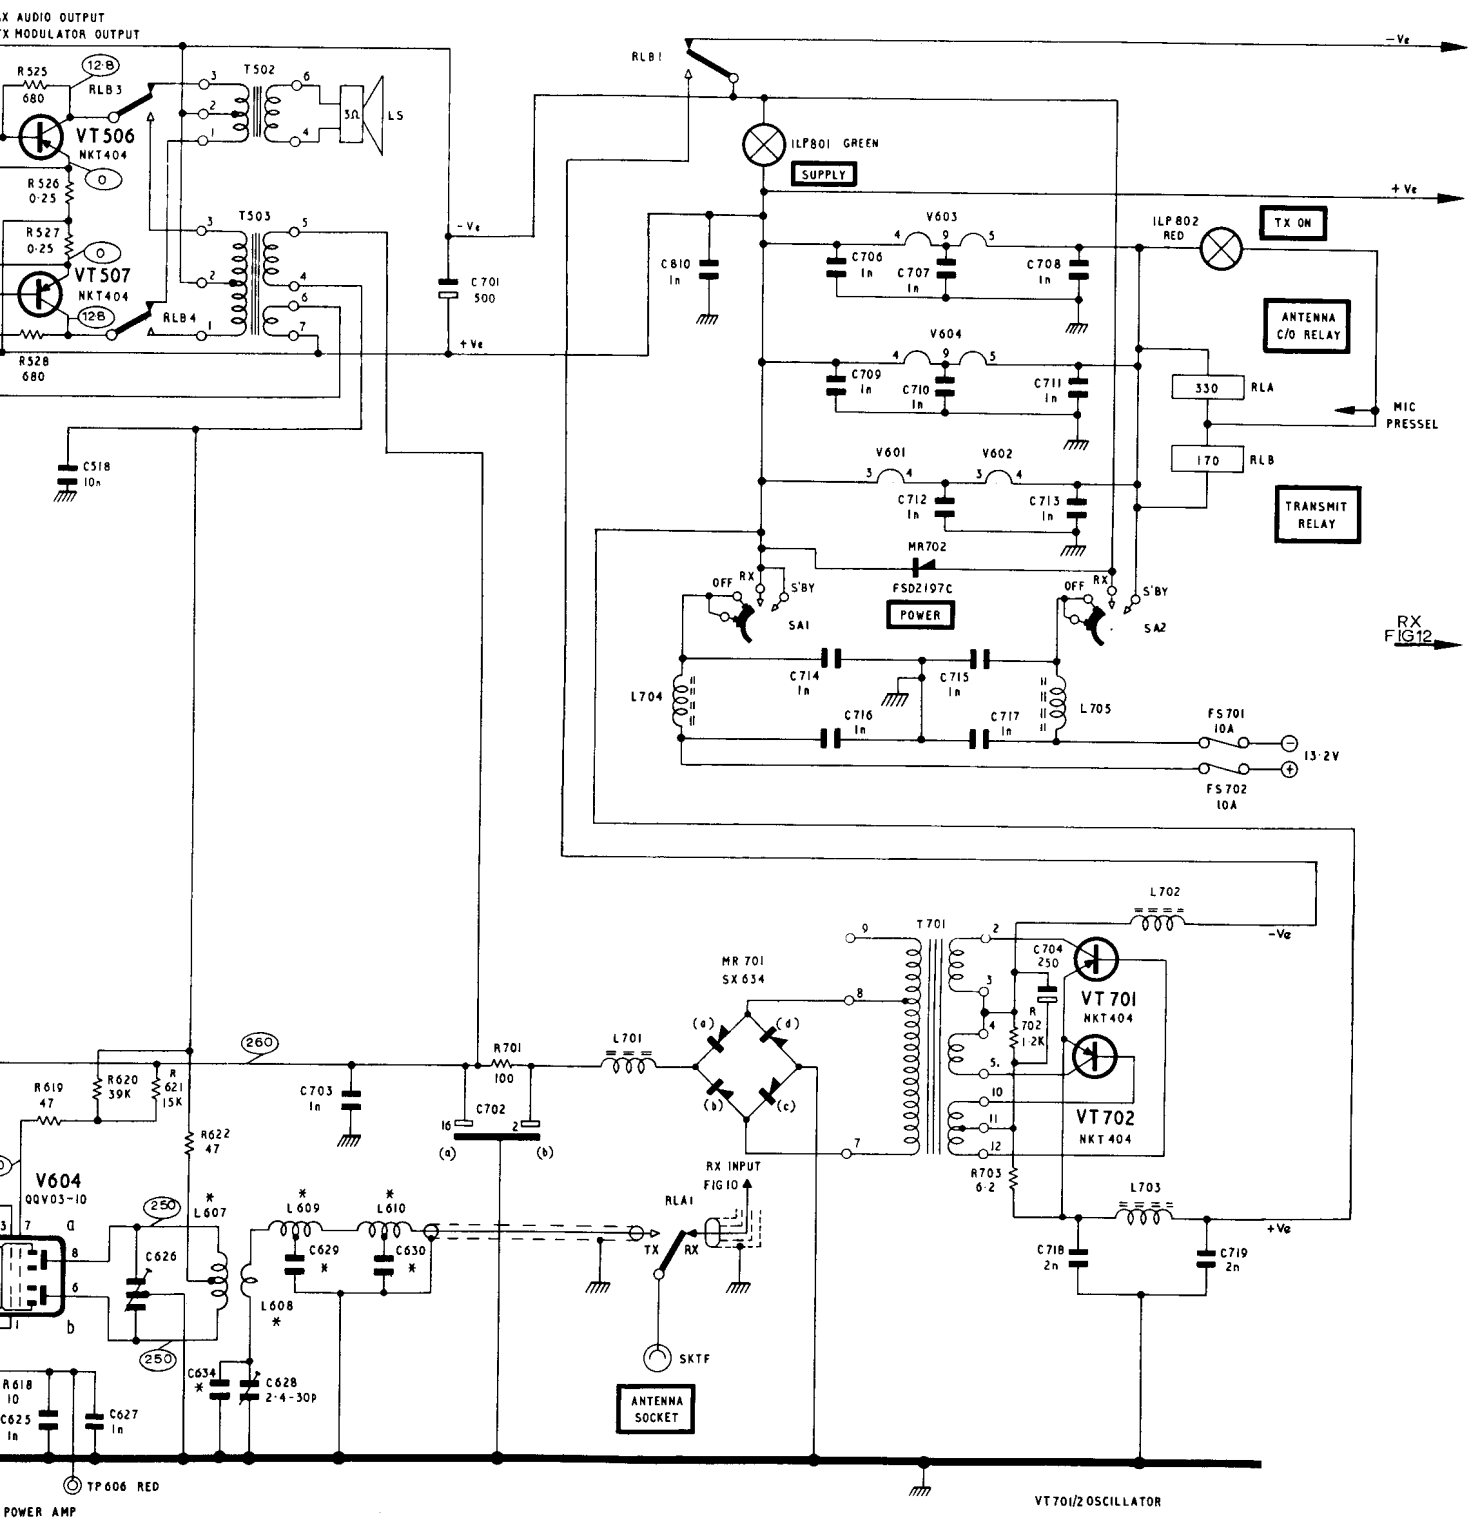 AUDIO OUTPUT
TX MODULATOR OUTPUT
R525
680
12·8
RLB3
VT506
NKT404
0
R526
0·25
R527
0·25
0
VT507
NKT404
12·8
RLB4
R528
680
T502
3
2
1
6
4
3Ω
LS
T503
3
2
1
5
4
6
7
-Ve
C701
500
+Ve
C518
10n
RLB1
-Ve
ILP801 GREEN
SUPPLY
+Ve
C810
1n
V603
4
9
5
C706
1n
C707
1n
C708
1n
ILP802
RED
TX ON
ANTENNA
C/O RELAY
V604
4
9
5
C709
1n
C710
1n
C711
1n
330
RLA
MIC
PRESSEL
170
RLB
V601
3
4
V602
3
4
C712
1n
C713
1n
TRANSMIT
RELAY
MR702
FSD2197C
POWER
OFF
RX
S'BY
SA1
OFF
RX
S'BY
SA2
RX
FIG12
C714
1n
C715
1n
L704
C716
1n
C717
1n
L705
FS701
10A
−
13·2V
+
FS702
10A
L702
-Ve
T701
9
8
7
2
3
4
5.
10
11
12
C704
250
R
702
1·2K
VT701
NKT404
VT702
NKT404
R703
6·2
L703
+Ve
C718
2n
C719
2n
MR 701
SX634
(a)
(d)
(b)
(c)
L701
R701
100
C702
16
2
(a)
(b)
260
C703
1n
R619
47
R620
39K
R
621
15K
R622
47
V604
QQV03-10
3
7
a
8
6
1
b
250
*
L607
C626
250
*
L609
*
L610
C629
*
C630
*
L608
*
C634
*
C628
2·4-30P
RX INPUT
FIG10
RLA1
TX
RX
SKTF
ANTENNA
SOCKET
R618
10
C625
1n
C627
1n
TP606 RED
POWER AMP
VT701/2 OSCILLATOR